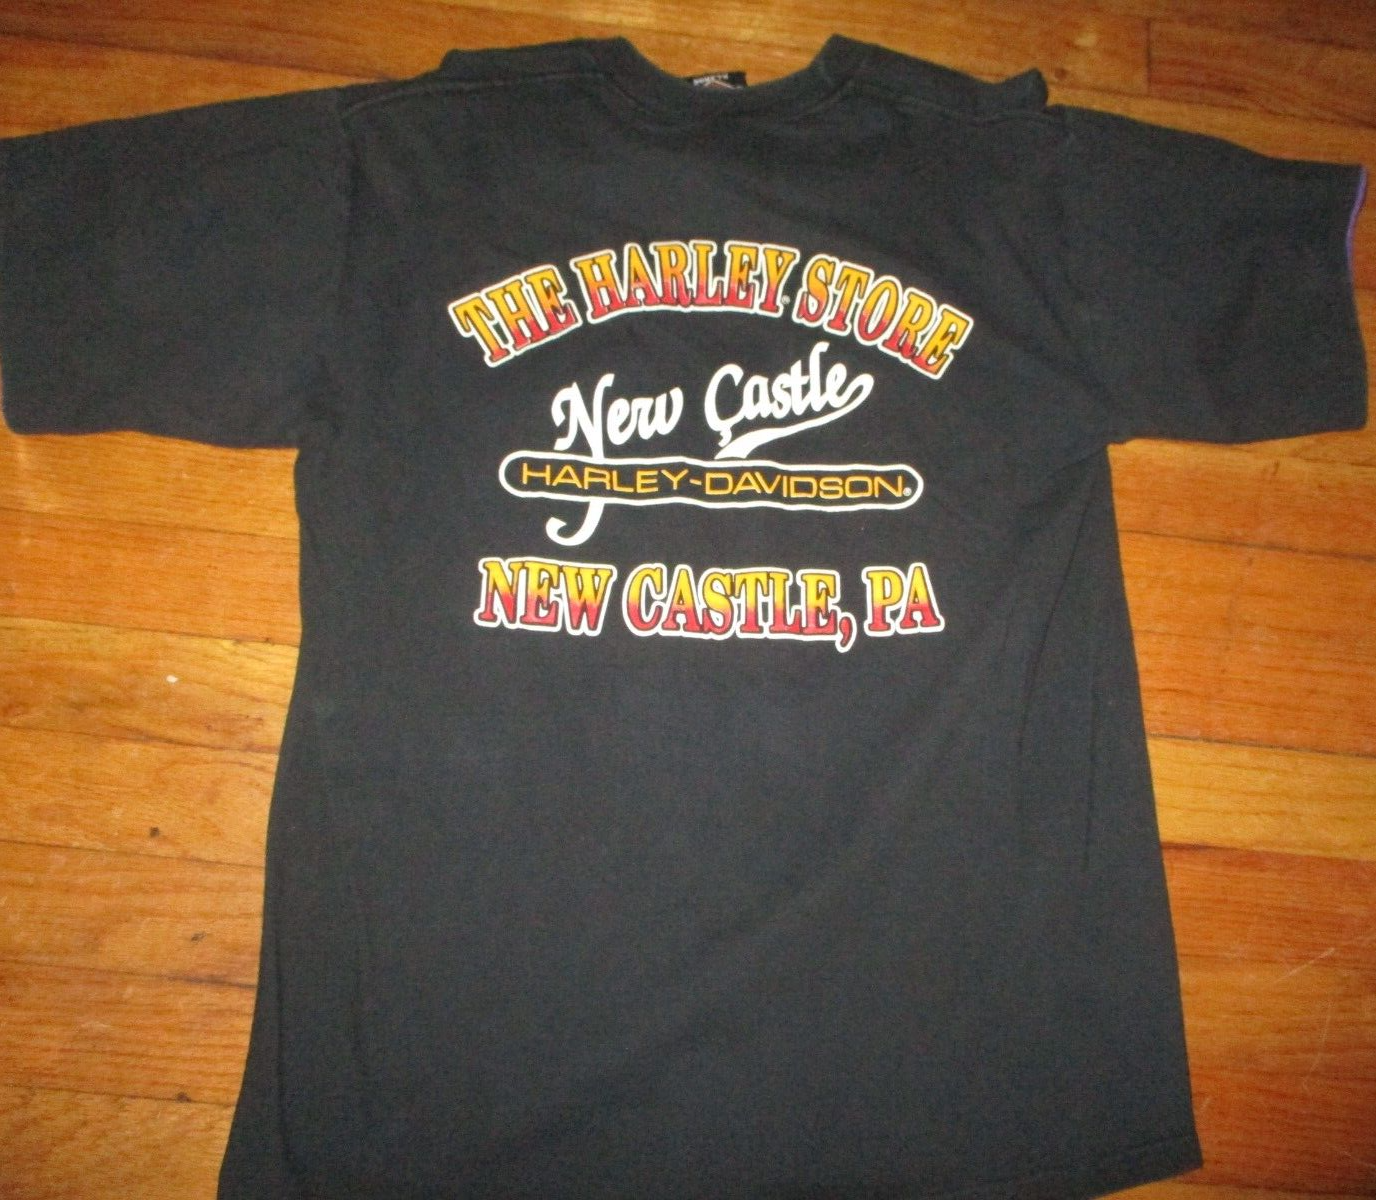 THE HARLEY® STORE
New Castle
HARLEY-DAVIDSON®
NEW CASTLE, PA